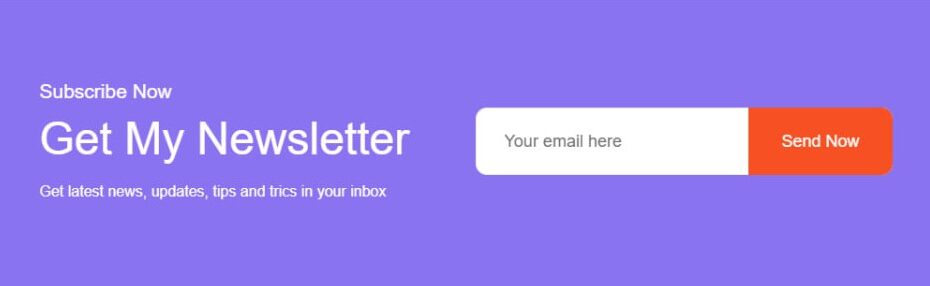 Subscribe Now
Get My Newsletter
Get latest news, updates, tips and trics in your inbox
Your email here
Send Now